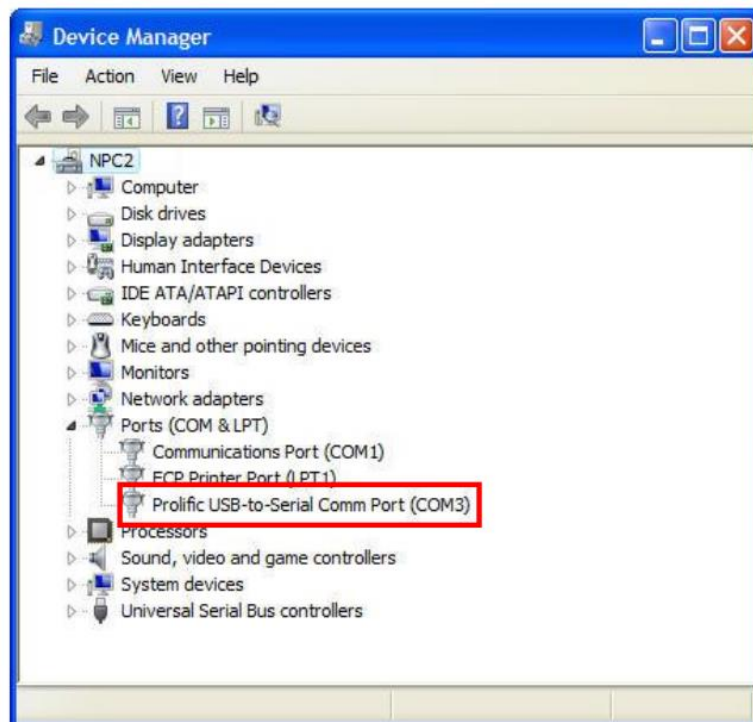 Device Manager
File Action View Help
NPC2
Computer
Disk drives
Display adapters
Human Interface Devices
IDE ATA/ATAPI controllers
Keyboards
Mice and other pointing devices
Monitors
Network adapters
Ports (COM & LPT)
Communications Port (COM1)
ECP Printer Port (LPT1)
Prolific USB-to-Serial Comm Port (COM3)
Processors
Sound, video and game controllers
System devices
Universal Serial Bus controllers